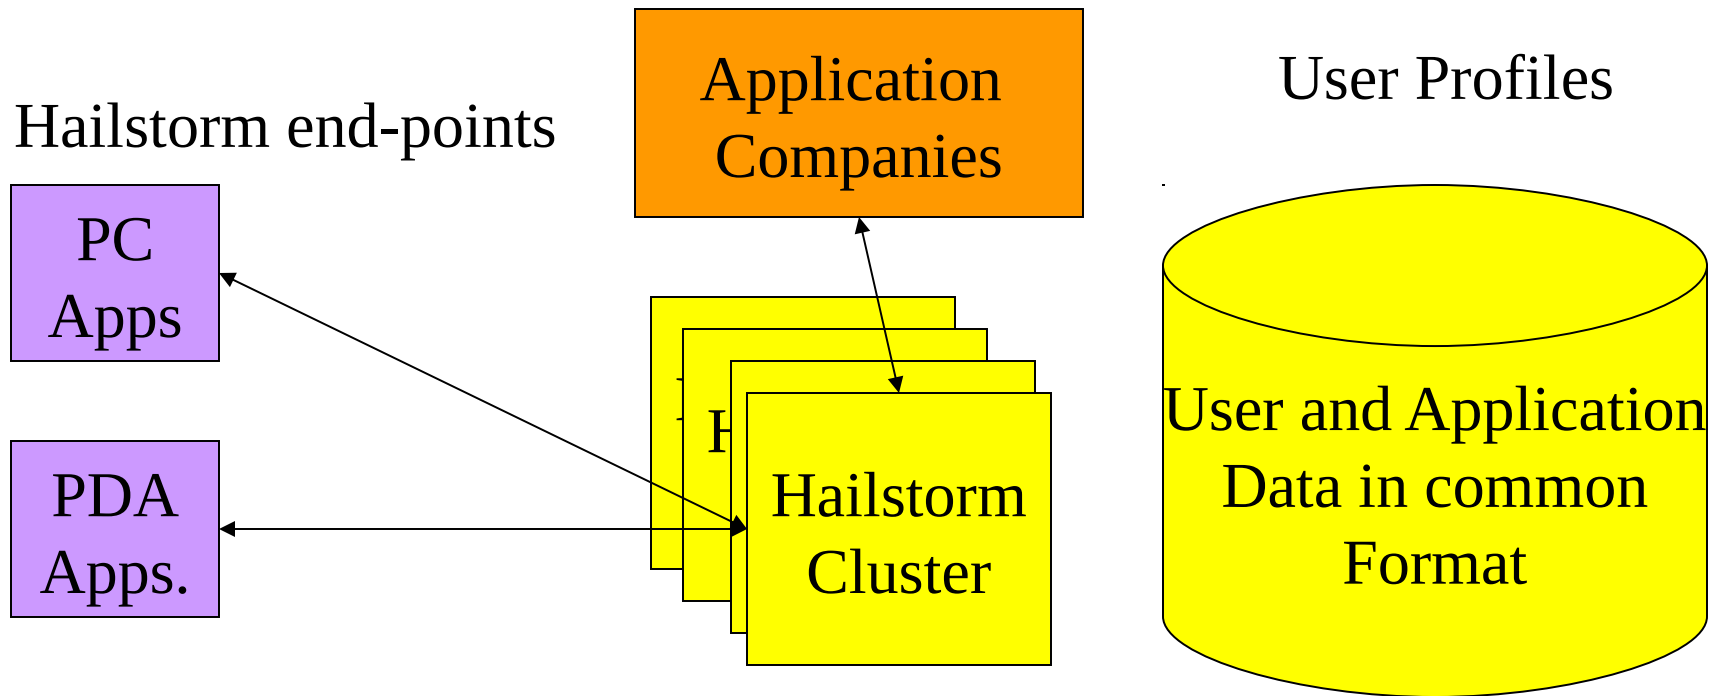 Hailstorm end-points
PC
Apps
PDA
Apps.
Application
Companies
Hailstorm
Cluster
User Profiles
User and Application
Data in common
Format